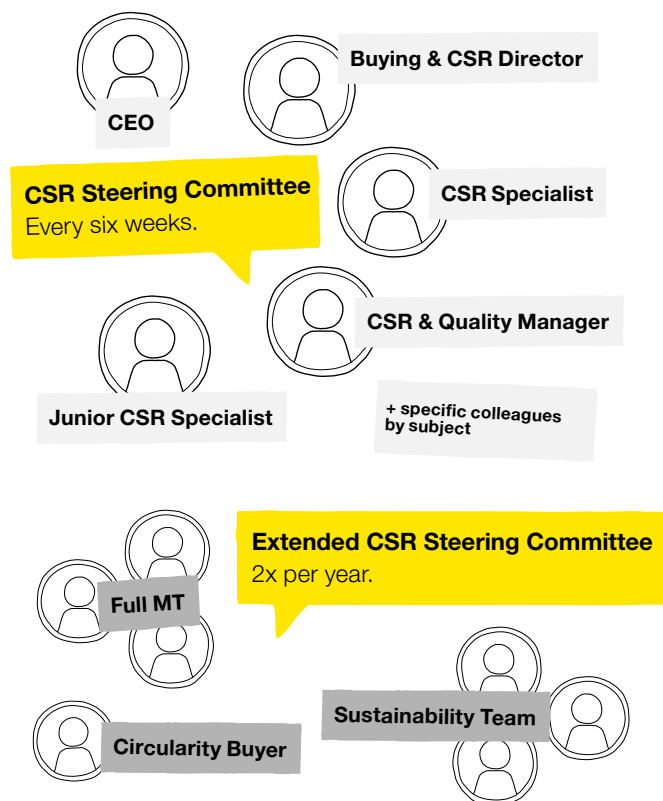 Buying & CSR Director
CEO
CSR Steering Committee
Every six weeks.
CSR Specialist
CSR & Quality Manager
Junior CSR Specialist
+ specific colleagues
by subject
Extended CSR Steering Committee
2x per year.
Full MT
Sustainability Team
Circularity Buyer